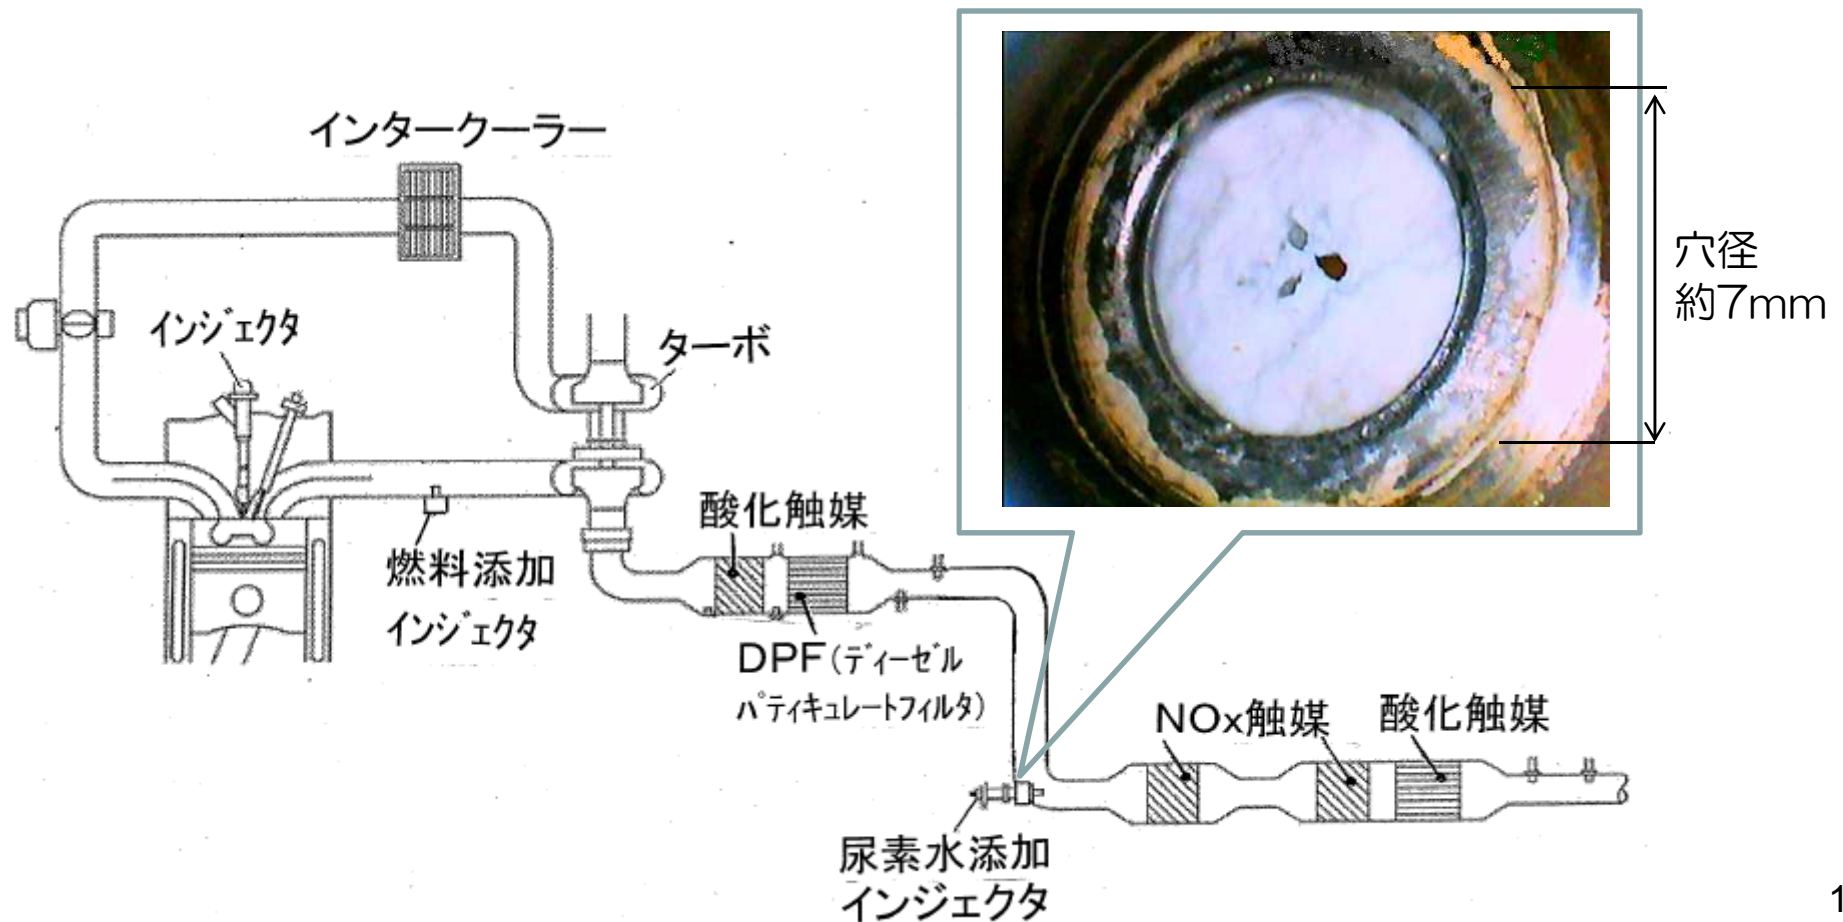 インタークーラー
インジェクタ
ターボ
穴径
約7mm
酸化触媒
燃料添加
インジェクタ
DPF(ディーゼル
パティキュレートフィルタ)
NOx触媒
酸化触媒
尿素水添加
インジェクタ
1